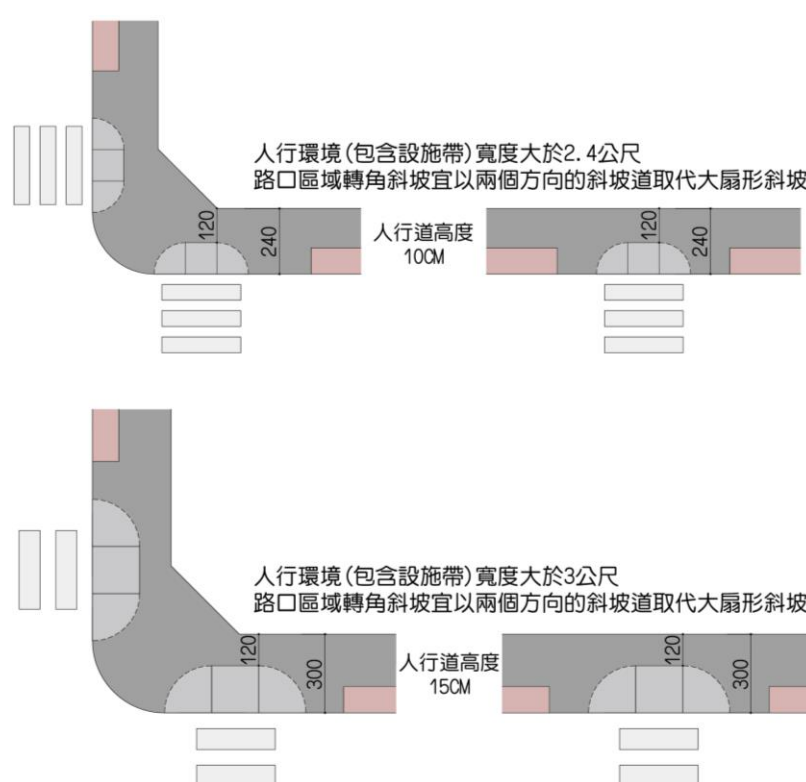 人行環境(包含設施帶)寬度大於2.4公尺
路口區域轉角斜坡宜以兩個方向的斜坡道取代大扇形斜坡
120
240
人行道高度
10CM
120
240
人行環境(包含設施帶)寬度大於3公尺
路口區域轉角斜坡宜以兩個方向的斜坡道取代大扇形斜坡
120
300
人行道高度
15CM
120
300